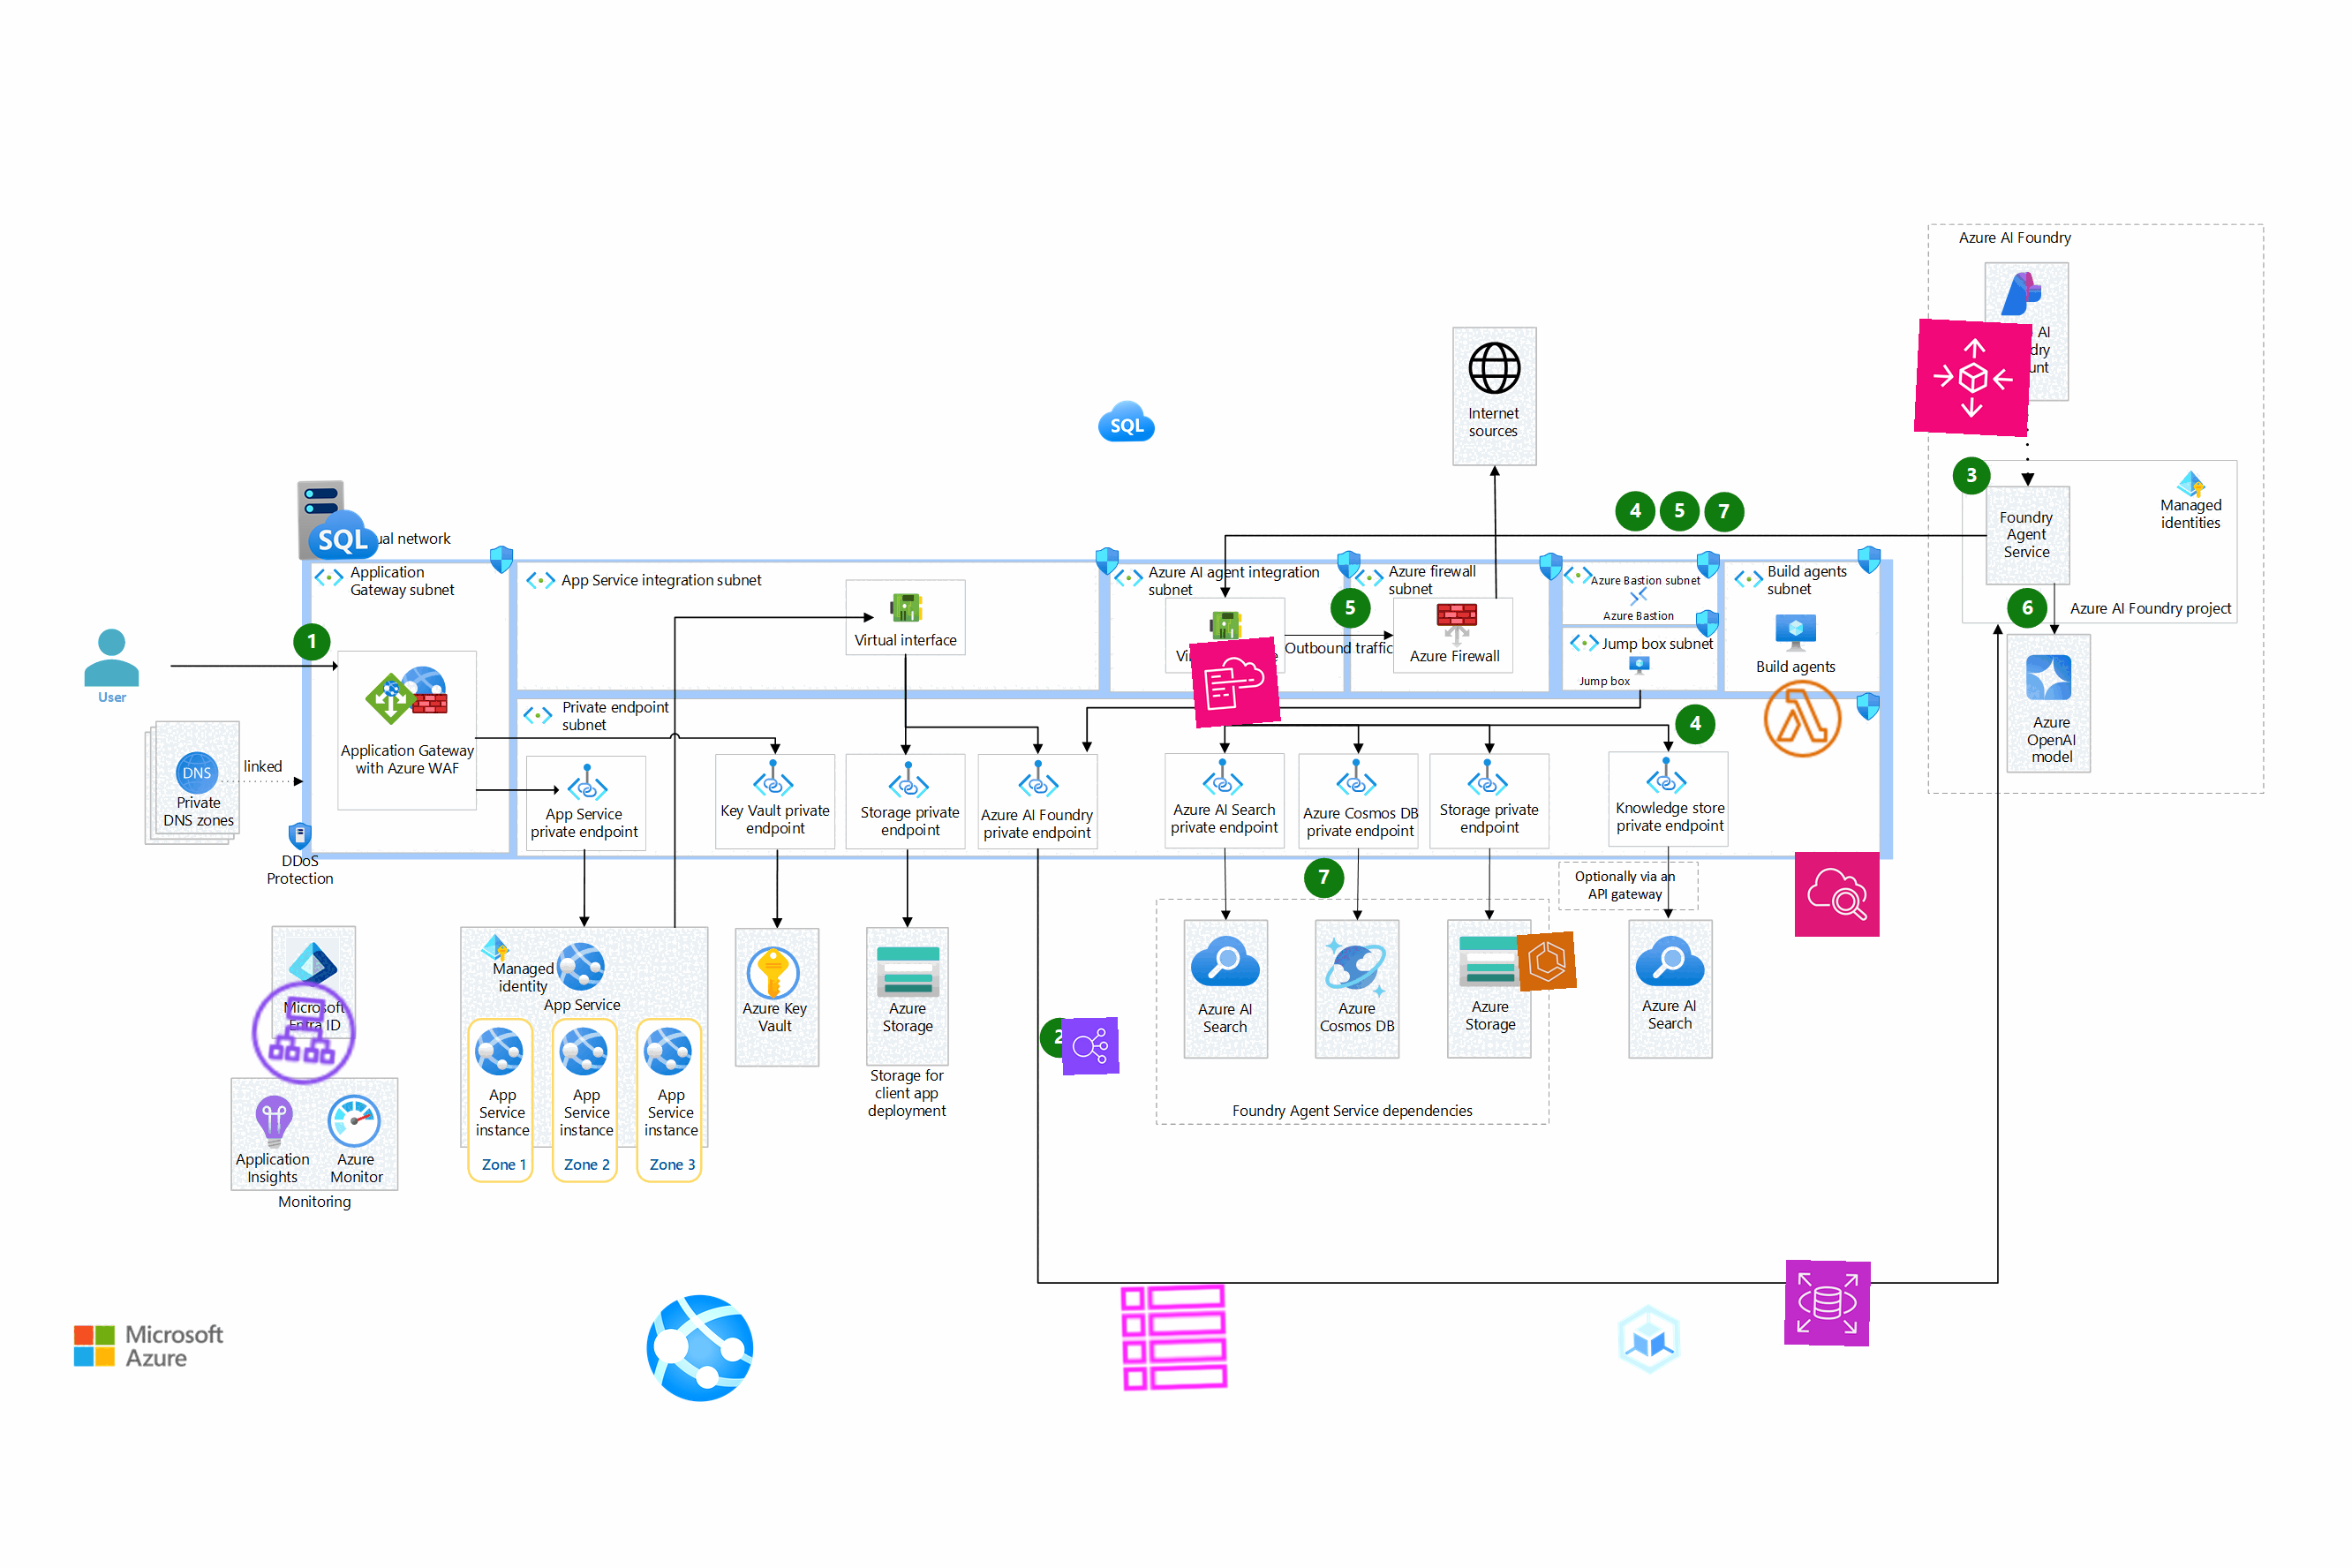 Azure AI Foundry
AI
Internet
sources
SQL
3
Managed
identities
4
5
7
Foundry
Agent
Service
SQL
network
Application
Gateway subnet
App Service integration subnet
Azure AI agent integration
subnet
Azure firewall
subnet
Azure Bastion subnet
Azure Bastion
Build agents
subnet
5
6
Azure AI Foundry project
1
Virtual interface
Outbound traffic
Azure Firewall
Jump box subnet
Jump box
Build agents
User
Private endpoint
subnet
4
Azure
OpenAI
model
Application Gateway
with Azure WAF
linked
DNS
Private
DNS zones
App Service
private endpoint
Key Vault private
endpoint
Storage private
endpoint
Azure AI Foundry
private endpoint
Azure AI Search
private endpoint
Azure Cosmos DB
private endpoint
Storage private
endpoint
Knowledge store
private endpoint
DDoS
Protection
7
Optionally via an
API gateway
Microsoft
Entra ID
Managed
identity
App Service
Azure Key
Vault
Azure
Storage
Storage for
client app
deployment
2
Azure AI
Search
Azure
Cosmos DB
Azure
Storage
Azure AI
Search
App
Service
instance
App
Service
instance
App
Service
instance
Zone 1
Zone 2
Zone 3
Foundry Agent Service dependencies
Application
Insights
Azure
Monitor
Monitoring
Microsoft
Azure